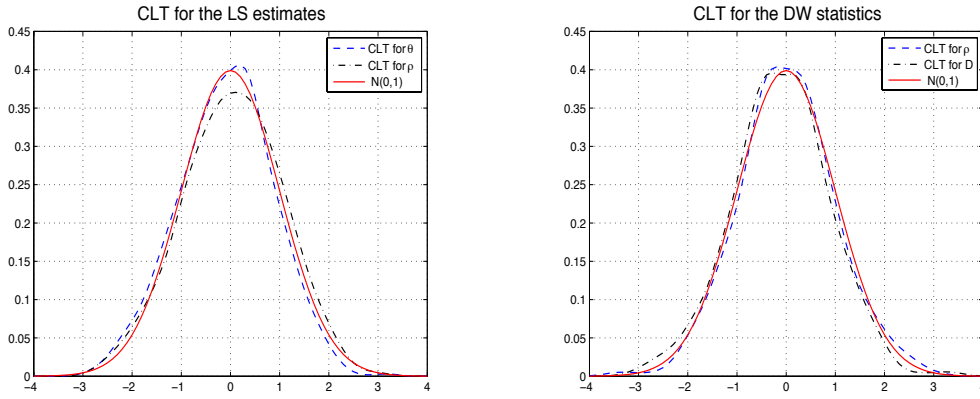 CLT for the LS estimates
0.45
0.4
0.35
0.3
0.25
0.2
0.15
0.1
0.05
0
−4 −3 −2 −1 0 1 2 3 4
CLT for θ
CLT for ρ
N(0,1)
CLT for the DW statistics
0.45
0.4
0.35
0.3
0.25
0.2
0.15
0.1
0.05
0
−4 −3 −2 −1 0 1 2 3 4
CLT for ρ
CLT for D
N(0,1)